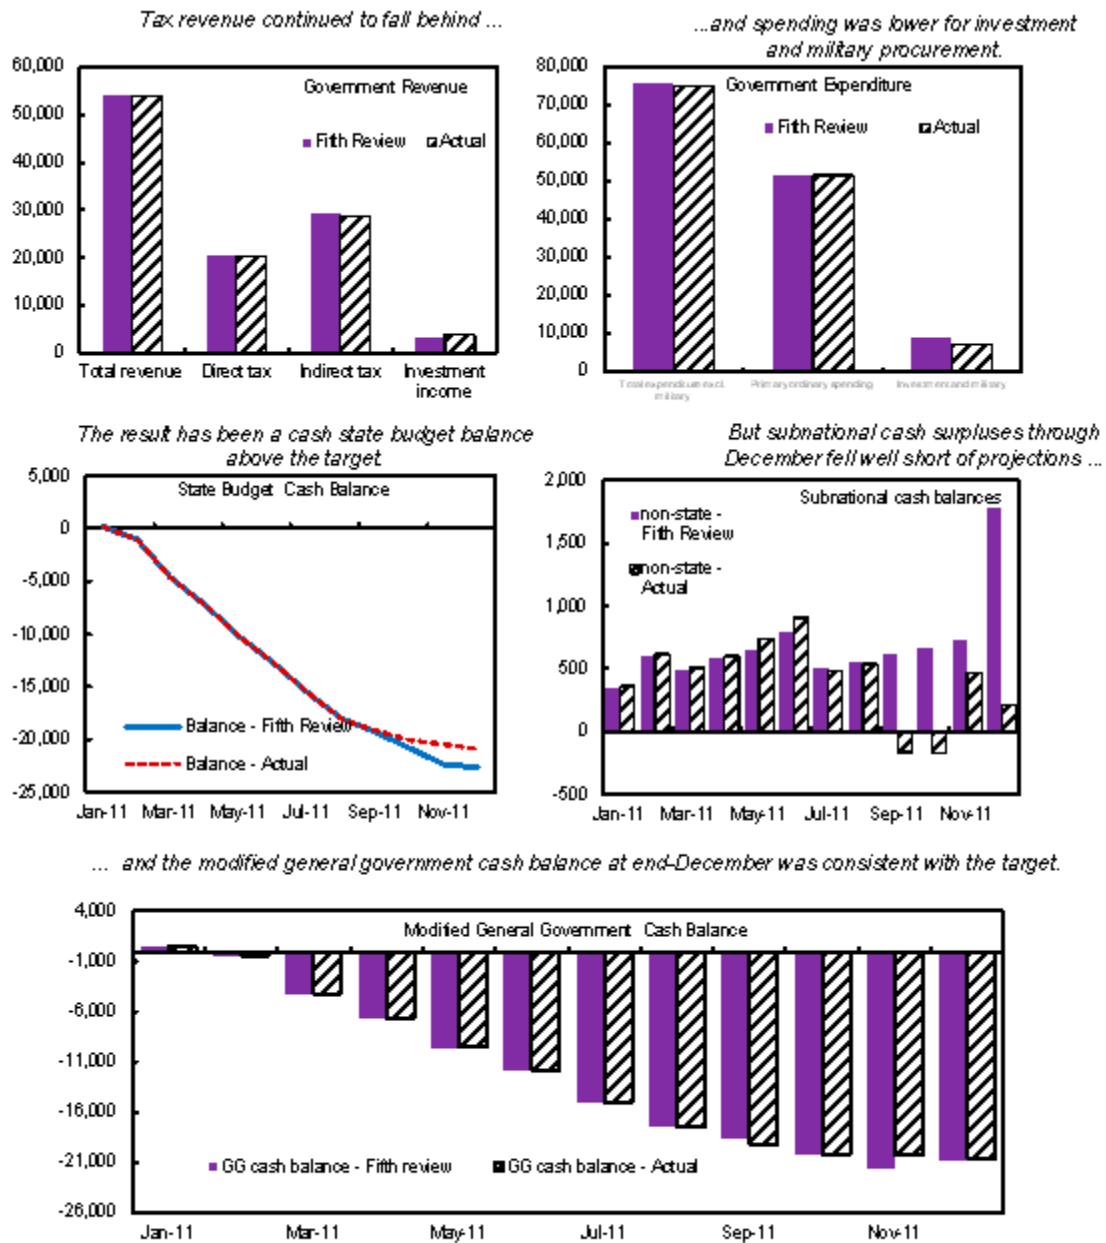 Tax revenue continued to fall behind ...
...and spending was lower for investment
and military procurement.
60,000
50,000
40,000
30,000
20,000
10,000
0
Government Revenue
Fifth Review
Actual
Total revenue
Direct tax
Indirect tax
Investment
income
80,000
70,000
60,000
50,000
40,000
30,000
20,000
10,000
0
Government Expenditure
Fifth Review
Actual
Total expenditure excl.
military
Primary ordinary spending
Investment and military
The result has been a cash state budget balance
above the target.
5,000
0
-5,000
-10,000
-15,000
-20,000
-25,000
State Budget Cash Balance
Balance - Fifth Review
Balance - Actual
Jan-11
Mar-11
May-11
Jul-11
Sep-11
Nov-11
But subnational cash surpluses through
December fell well short of projections ...
2,000
1,500
1,000
500
0
-500
Subnational cash balances
non-state -
Fifth Review
non-state -
Actual
Jan-11
Mar-11
May-11
Jul-11
Sep-11
Nov-11
... and the modified general government cash balance at end-December was consistent with the target.
4,000
-1,000
-6,000
-11,000
-16,000
-21,000
-26,000
Modified General Government Cash Balance
GG cash balance - Fifth review
GG cash balance - Actual
Jan-11
Mar-11
May-11
Jul-11
Sep-11
Nov-11